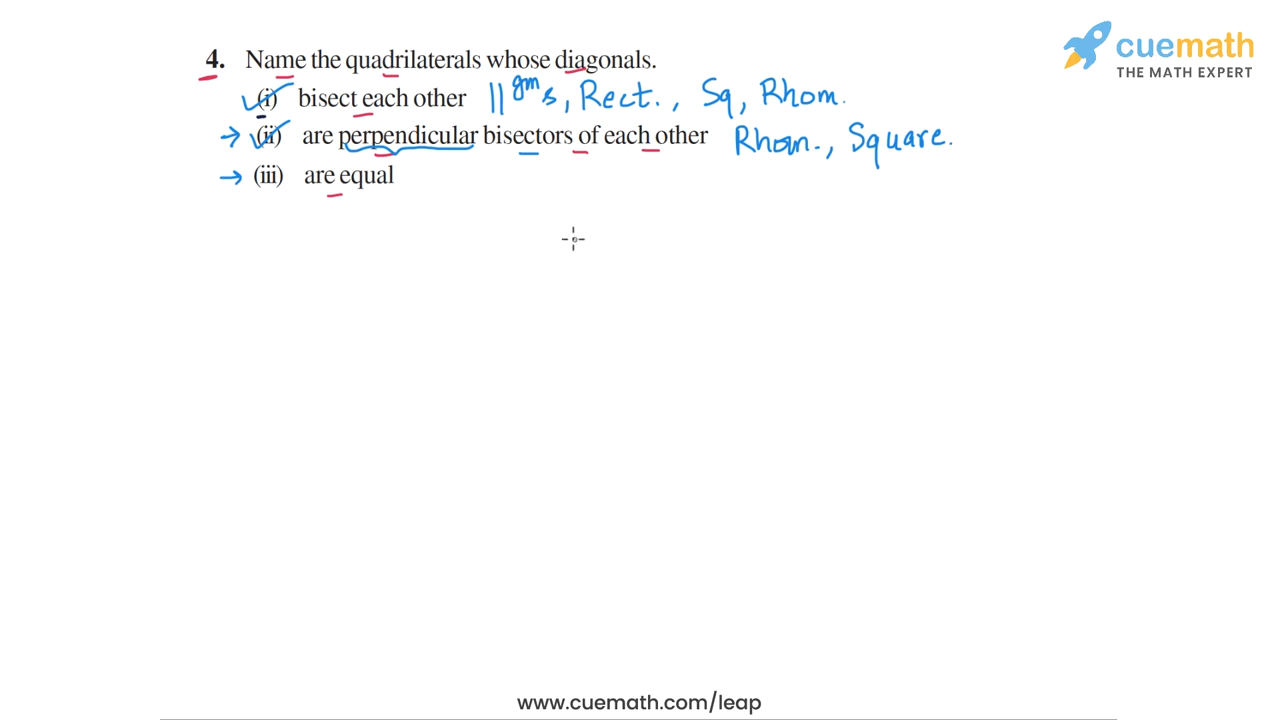 cuemath
THE MATH EXPERT
4. Name the quadrilaterals whose diagonals.
(i) bisect each other ||gms, Rect., Sq, Rhom.
→ (ii) are perpendicular bisectors of each other Rhom., Square.
→ (iii) are equal
www.cuemath.com/leap